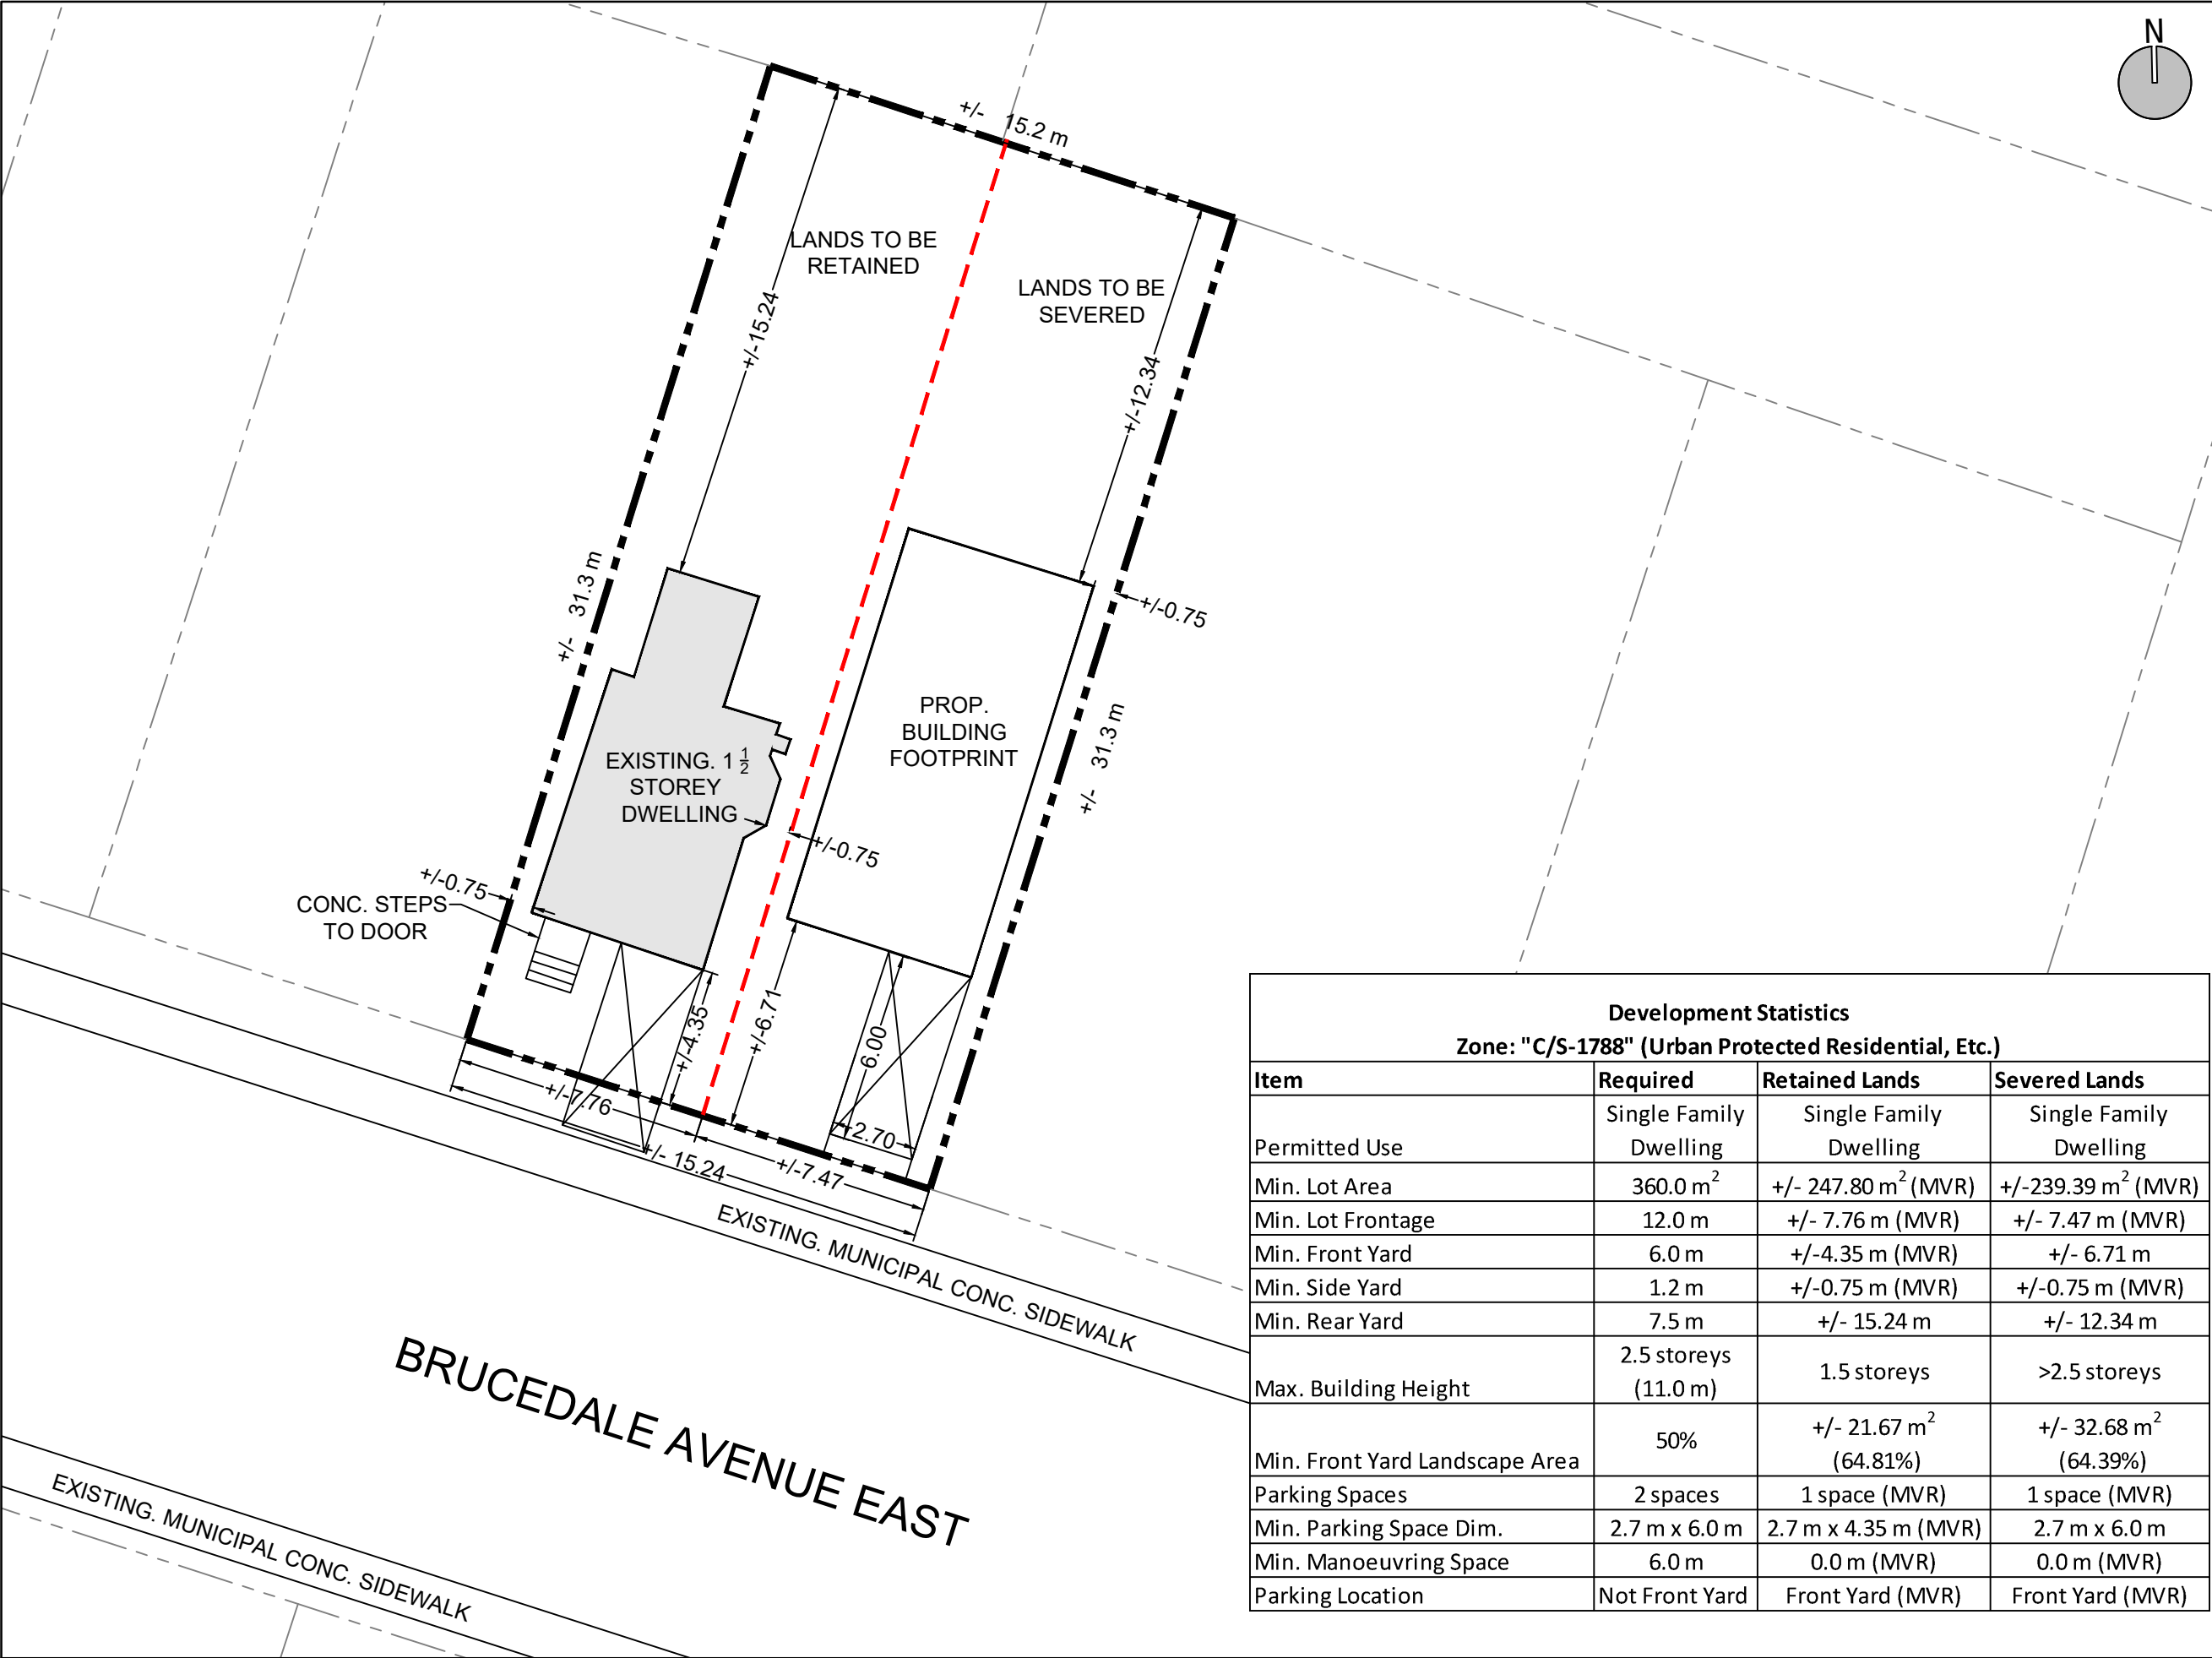 N
+/- 15.2 m
LANDS TO BE
RETAINED
LANDS TO BE
SEVERED
+/-15.24
+/-12.34
+/- 31.3 m
+/-0.75
PROP.
BUILDING
FOOTPRINT
+/- 31.3 m
EXISTING. 1 1/2
STOREY
DWELLING
+/-0.75
+/-0.75
CONC. STEPS
TO DOOR
+/-4.35
+/-6.71
6.00
2.70
+/-7.76
+/- 15.24
+/-7.47
EXISTING. MUNICIPAL CONC. SIDEWALK
BRUCEDALE AVENUE EAST
EXISTING. MUNICIPAL CONC. SIDEWALK
Development Statistics
Zone: "C/S-1788" (Urban Protected Residential, Etc.)
Item Required Retained Lands Severed Lands
Permitted Use Single Family Dwelling Single Family Dwelling Single Family Dwelling
Min. Lot Area 360.0 m² +/- 247.80 m² (MVR) +/-239.39 m² (MVR)
Min. Lot Frontage 12.0 m +/- 7.76 m (MVR) +/- 7.47 m (MVR)
Min. Front Yard 6.0 m +/-4.35 m (MVR) +/- 6.71 m
Min. Side Yard 1.2 m +/-0.75 m (MVR) +/-0.75 m (MVR)
Min. Rear Yard 7.5 m +/- 15.24 m +/- 12.34 m
Max. Building Height 2.5 storeys (11.0 m) 1.5 storeys >2.5 storeys
Min. Front Yard Landscape Area 50% +/- 21.67 m² (64.81%) +/- 32.68 m² (64.39%)
Parking Spaces 2 spaces 1 space (MVR) 1 space (MVR)
Min. Parking Space Dim. 2.7 m x 6.0 m 2.7 m x 4.35 m (MVR) 2.7 m x 6.0 m
Min. Manoeuvring Space 6.0 m 0.0 m (MVR) 0.0 m (MVR)
Parking Location Not Front Yard Front Yard (MVR) Front Yard (MVR)